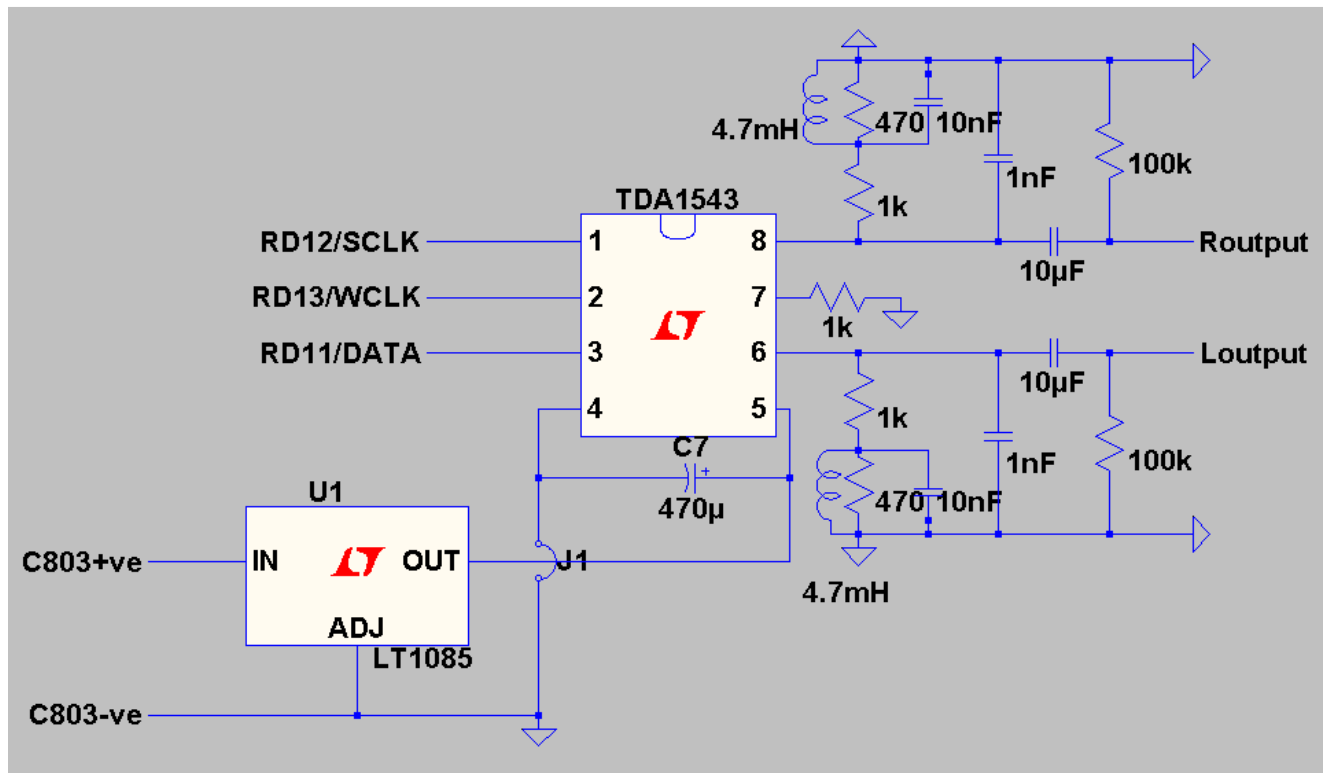 4.7mH
470
10nF
1nF
100k
1k
TDA1543
RD12/SCLK
1
8
Routput
10µF
RD13/WCLK
2
7
1k
RD11/DATA
3
6
Loutput
10µF
4
5
1k
C7
470µ
1nF
100k
470
10nF
4.7mH
U1
C803+ve
IN
OUT
J1
ADJ
LT1085
C803-ve